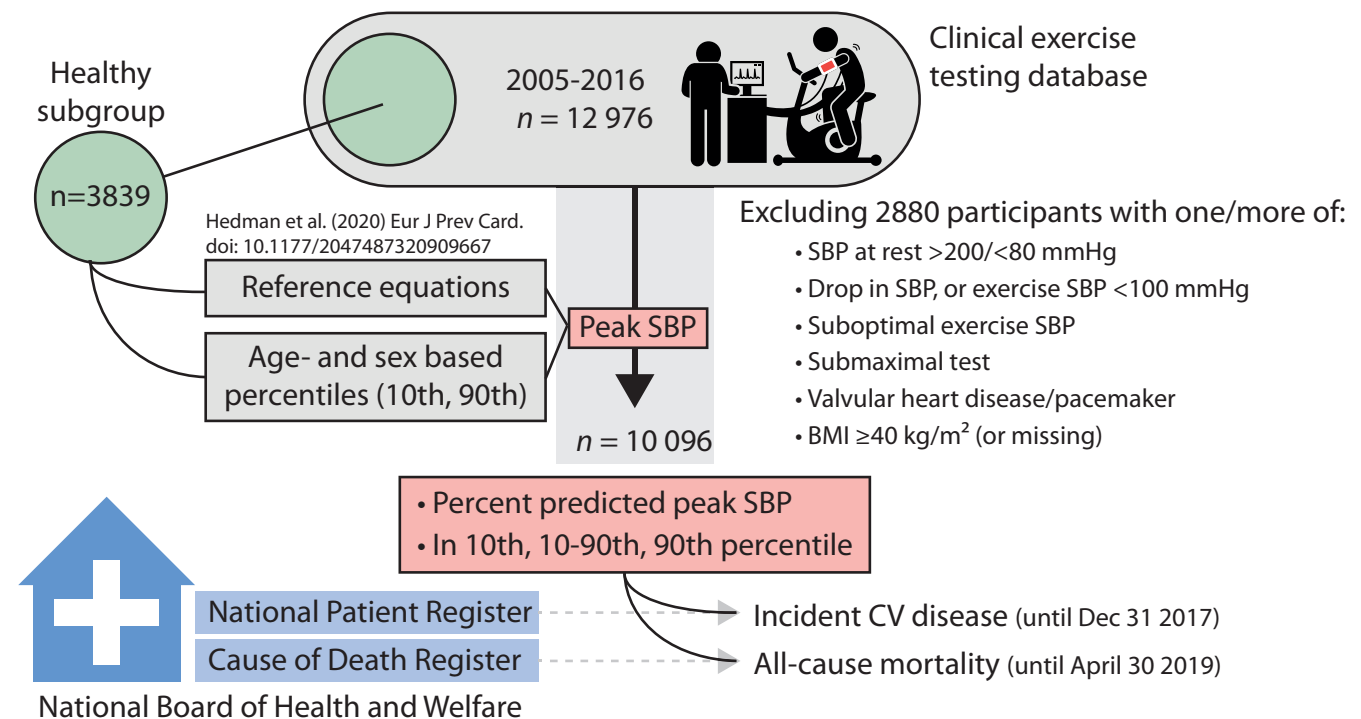 Clinical exercise
testing database
2005-2016
n = 12 976
Healthy
subgroup
n=3839
Hedman et al. (2020) Eur J Prev Card.
doi: 10.1177/2047487320909667
Reference equations
Age- and sex based
percentiles (10th, 90th)
Peak SBP
n = 10 096
Excluding 2880 participants with one/more of:
• SBP at rest >200/<80 mmHg
• Drop in SBP, or exercise SBP <100 mmHg
• Suboptimal exercise SBP
• Submaximal test
• Valvular heart disease/pacemaker
• BMI ≥40 kg/m² (or missing)
• Percent predicted peak SBP
• In 10th, 10-90th, 90th percentile
National Patient Register
Incident CV disease (until Dec 31 2017)
Cause of Death Register
All-cause mortality (until April 30 2019)
National Board of Health and Welfare